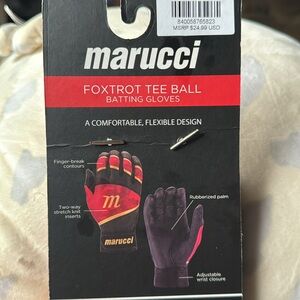 840058765823
MSRP $24.99 USD
marucci
FOXTROT TEE BALL
BATTING GLOVES
A COMFORTABLE, FLEXIBLE DESIGN
Finger-break
contours
Two-way
stretch knit
inserts
m
marucci
Rubberized palm
Adjustable
wrist closure